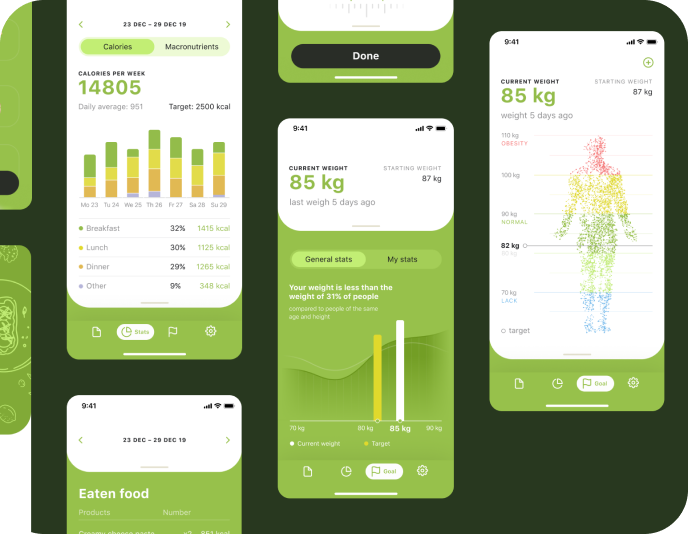 23 DEC – 29 DEC 19
Calories
Macronutrients
CALORIES PER WEEK
14805
Daily average: 951
Target: 2500 kcal
Mo 23
Tu 24
We 25
Th 26
Fr 27
Sa 28
Su 29
Breakfast 32% 1415 kcal
Lunch 30% 1125 kcal
Dinner 29% 1265 kcal
Other 9% 348 kcal
Stats
9:41
23 DEC – 29 DEC 19
Eaten food
Products
Number
Done
9:41
CURRENT WEIGHT
STARTING WEIGHT
85 kg
87 kg
last weigh 5 days ago
General stats
My stats
Your weight is less than the
weight of 31% of people
compared to people of the same
age and height
70 kg
80 kg
85 kg
90 kg
Current weight
Target
Goal
9:41
CURRENT WEIGHT
STARTING WEIGHT
85 kg
87 kg
weight 5 days ago
110 kg
OBESITY
100 kg
90 kg
NORMAL
82 kg
70 kg
LACK
target
Goal